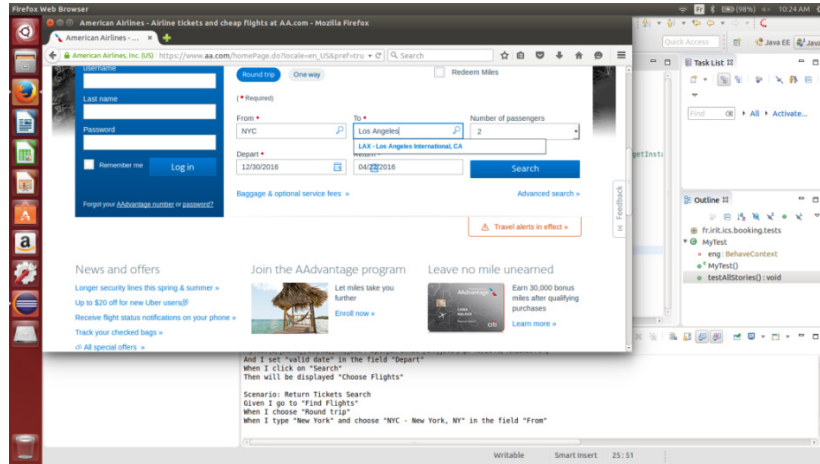 Firefox Web Browser
Fr (98%) 10:24 AM
American Airlines - Airline tickets and cheap flights at AA.com - Mozilla Firefox
American Airlines - ... ×
American Airlines, Inc. (US) https://www.aa.com/homePage.do?locale=en_US&pref=tru
Search
Quick Access
Java EE
Java
Username
Last name
Password
Remember me
Log in
Forgot your AAdvantage number or password?
Round trip
One way
Redeem Miles
(• Required)
From •
To •
Number of passengers
NYC
Los Angeles
2
LAX - Los Angeles International, CA
Depart •
Return •
12/30/2016
04/22/2016
Search
Baggage & optional service fees »
Advanced search »
Travel alerts in effect »
Feedback
News and offers
Longer security lines this spring & summer »
Up to $20 off for new Uber users
Receive flight status notifications on your phone »
Track your checked bags »
All special offers »
Join the AAdvantage program
Let miles take you further
Enroll now »
Leave no mile unearned
AAdvantage
citi
Earn 30,000 bonus
miles after qualifying
purchases
Learn more »
Task List
Find
All
Activate...
getInsta
Outline
fr.irit.ics.booking.tests
MyTest
eng : BehaveContext
MyTest()
testAllStories() : void
And I set "valid date" in the field "Depart"
When I click on "Search"
Then will be displayed "Choose Flights"
Scenario: Return Tickets Search
Given I go to "Find Flights"
When I choose "Round trip"
When I type "New York" and choose "NYC - New York, NY" in the field "From"
Writable
Smart Insert
25 : 51